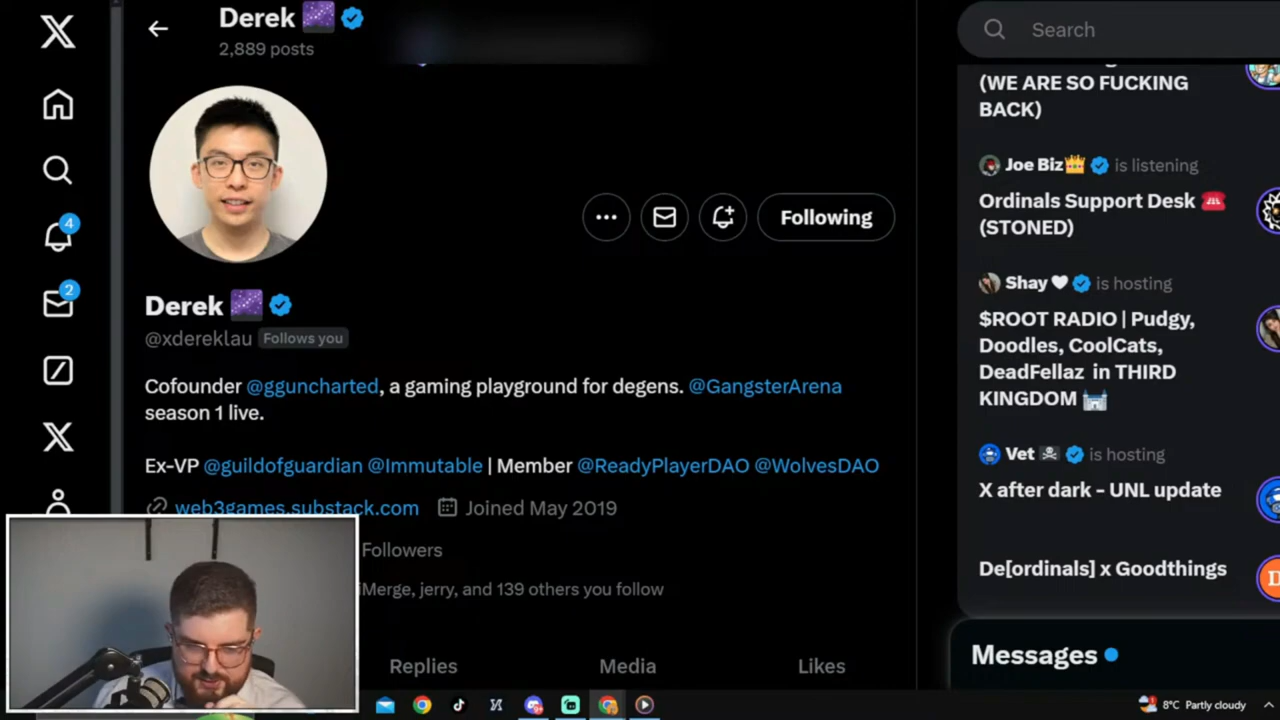 Derek
2,889 posts
Search
(WE ARE SO FUCKING
BACK)
Joe Biz is listening
Ordinals Support Desk
(STONED)
Following
Shay is hosting
$ROOT RADIO | Pudgy,
Doodles, CoolCats,
DeadFellaz in THIRD
KINGDOM
Derek
@xdereklau Follows you
Cofounder @gguncharted, a gaming playground for degens. @GangsterArena
season 1 live.
Vet is hosting
X after dark - UNL update
Ex-VP @guildofguardian @Immutable | Member @ReadyPlayerDAO @WolvesDAO
web3games.substack.com Joined May 2019
4
2
Followers
De[ordinals] x Goodthings
iMerge, jerry, and 139 others you follow
Messages
Replies Media Likes
8°C Partly cloudy